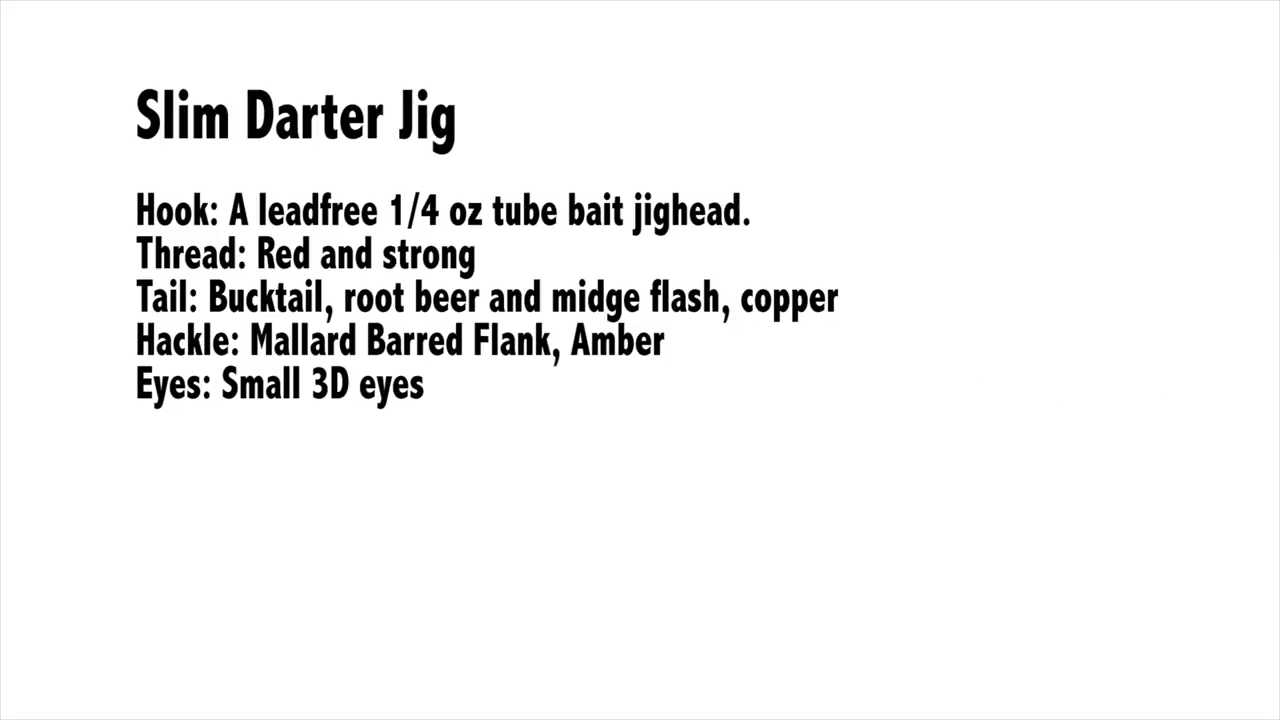 Slim Darter Jig
Hook: A leadfree 1/4 oz tube bait jighead.
Thread: Red and strong
Tail: Bucktail, root beer and midge flash, copper
Hackle: Mallard Barred Flank, Amber
Eyes: Small 3D eyes